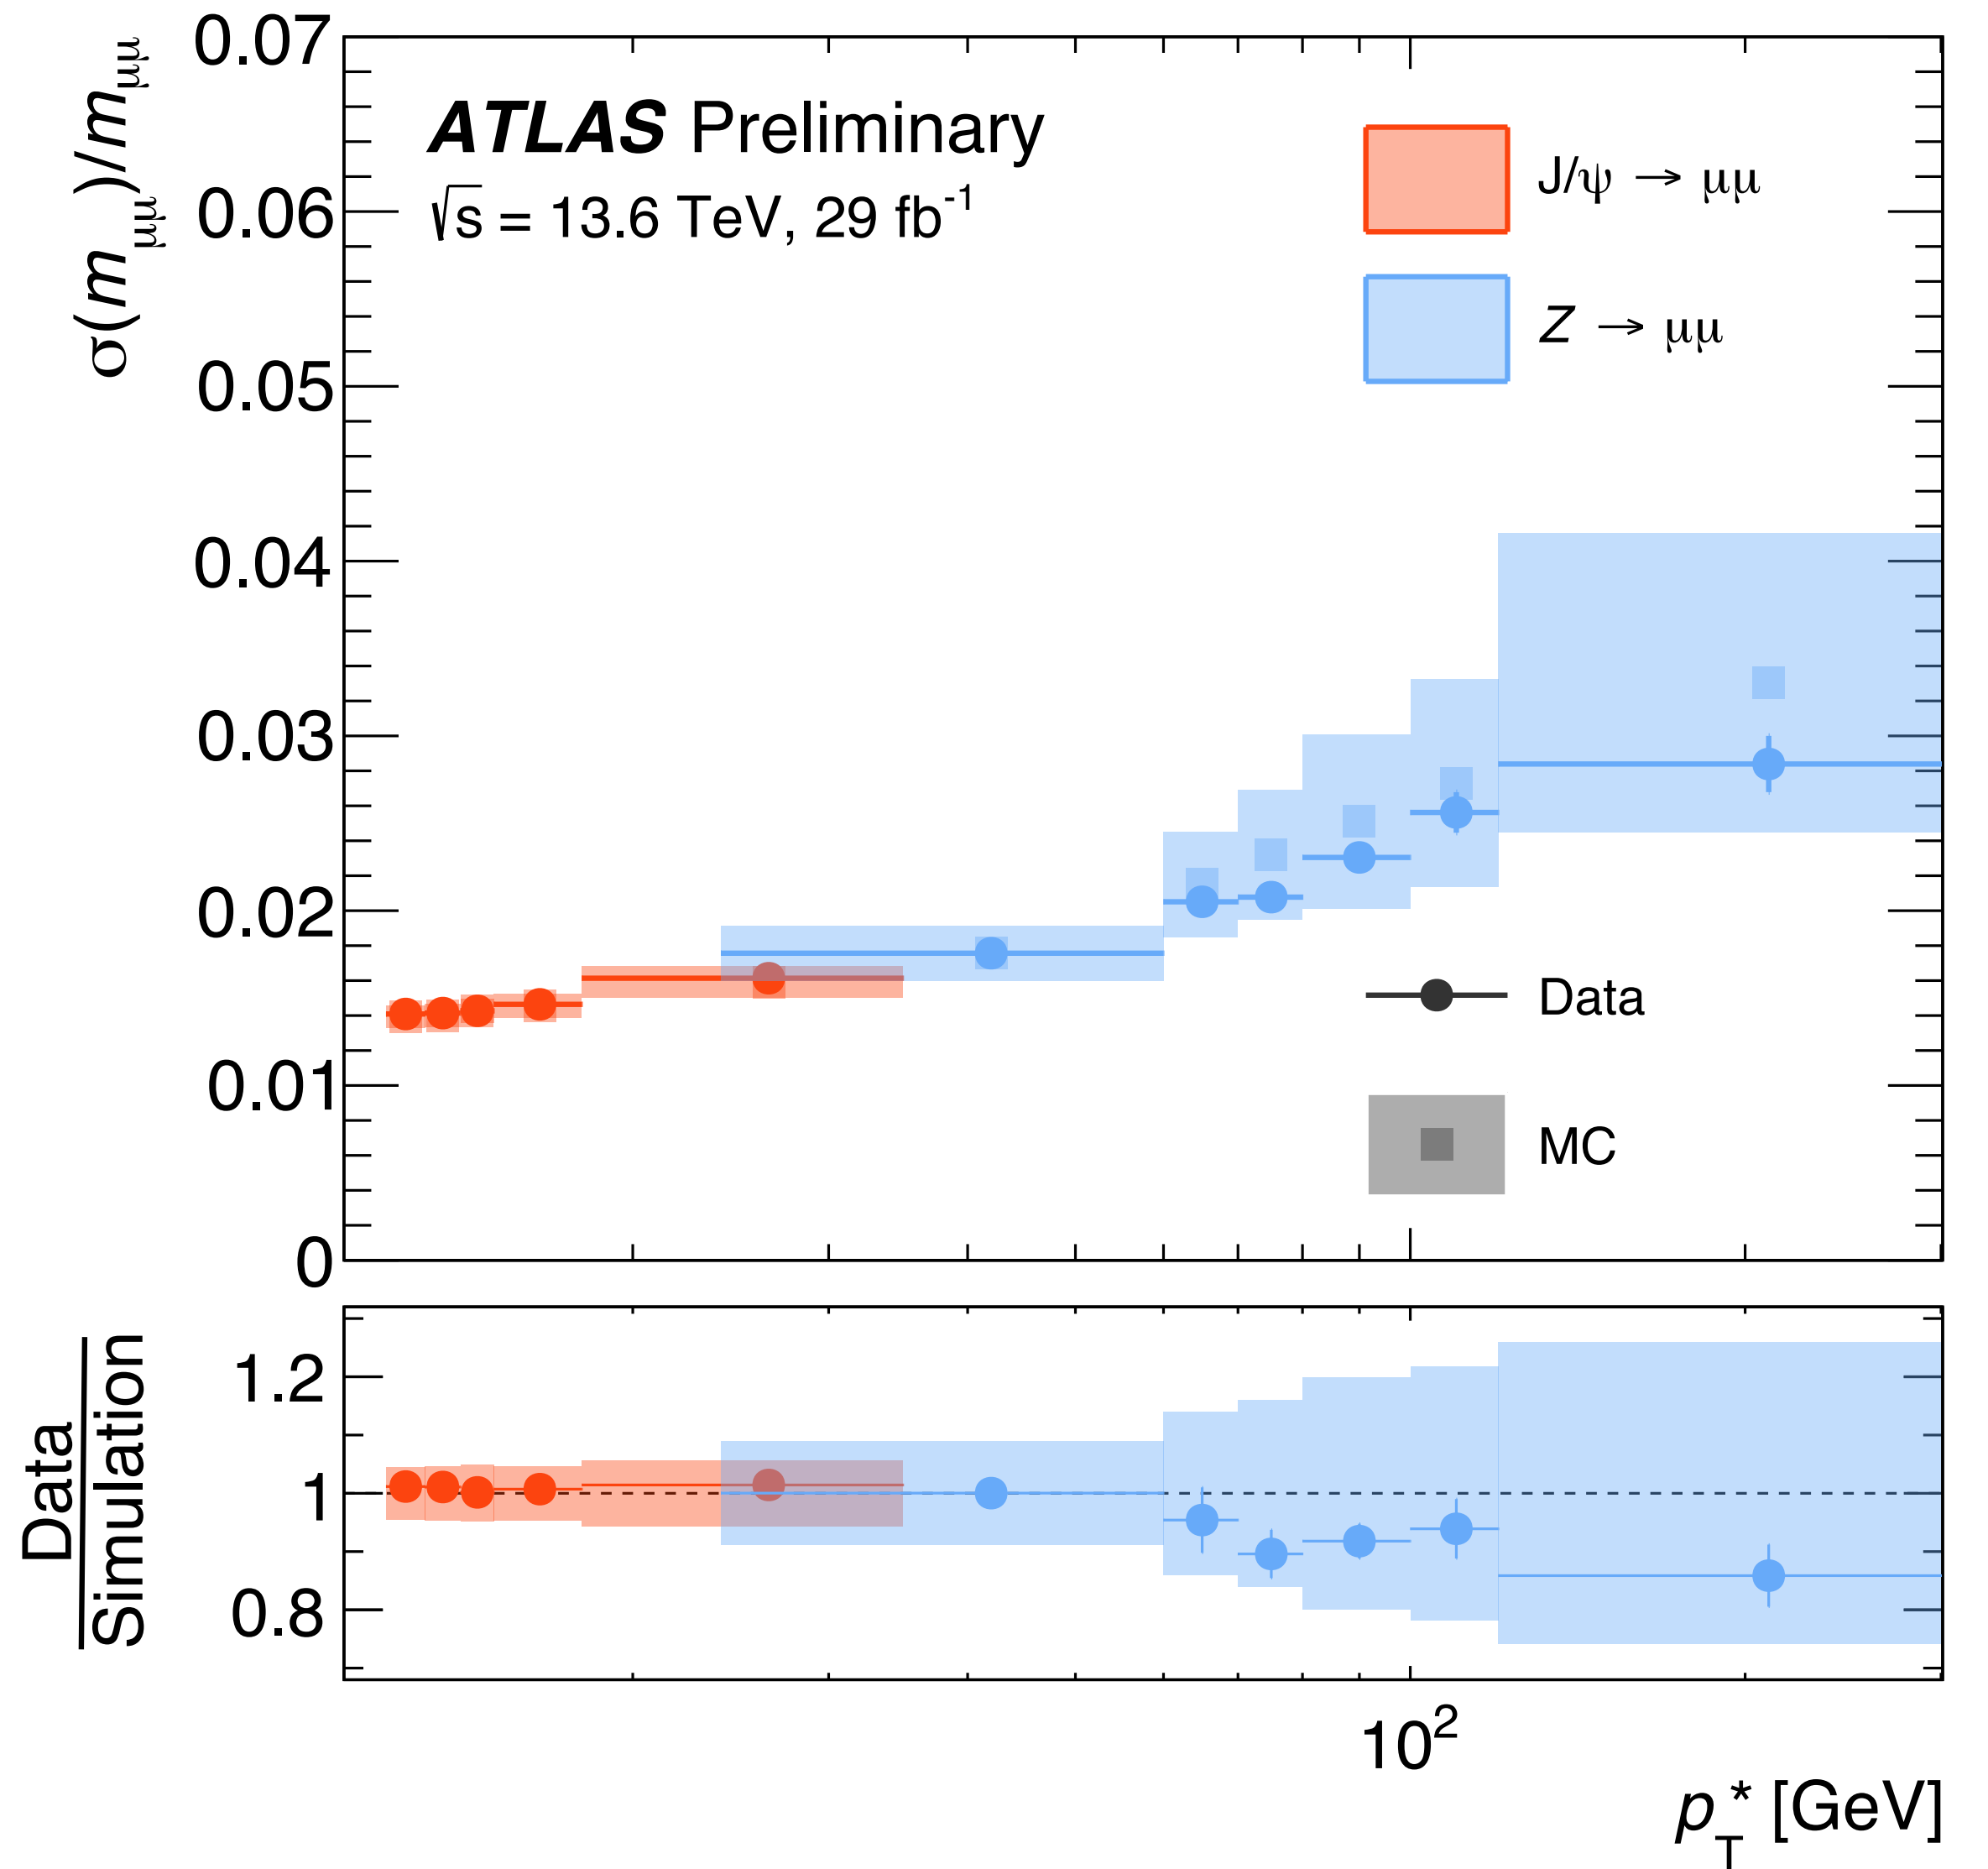 σ(mμμ)/mμμ
0.07
0.06
0.05
0.04
0.03
0.02
0.01
0
ATLAS Preliminary
√s = 13.6 TeV, 29 fb⁻¹
J/ψ → μμ
Z → μμ
Data
MC
Data
Simulation
1.2
1
0.8
10²
pT* [GeV]